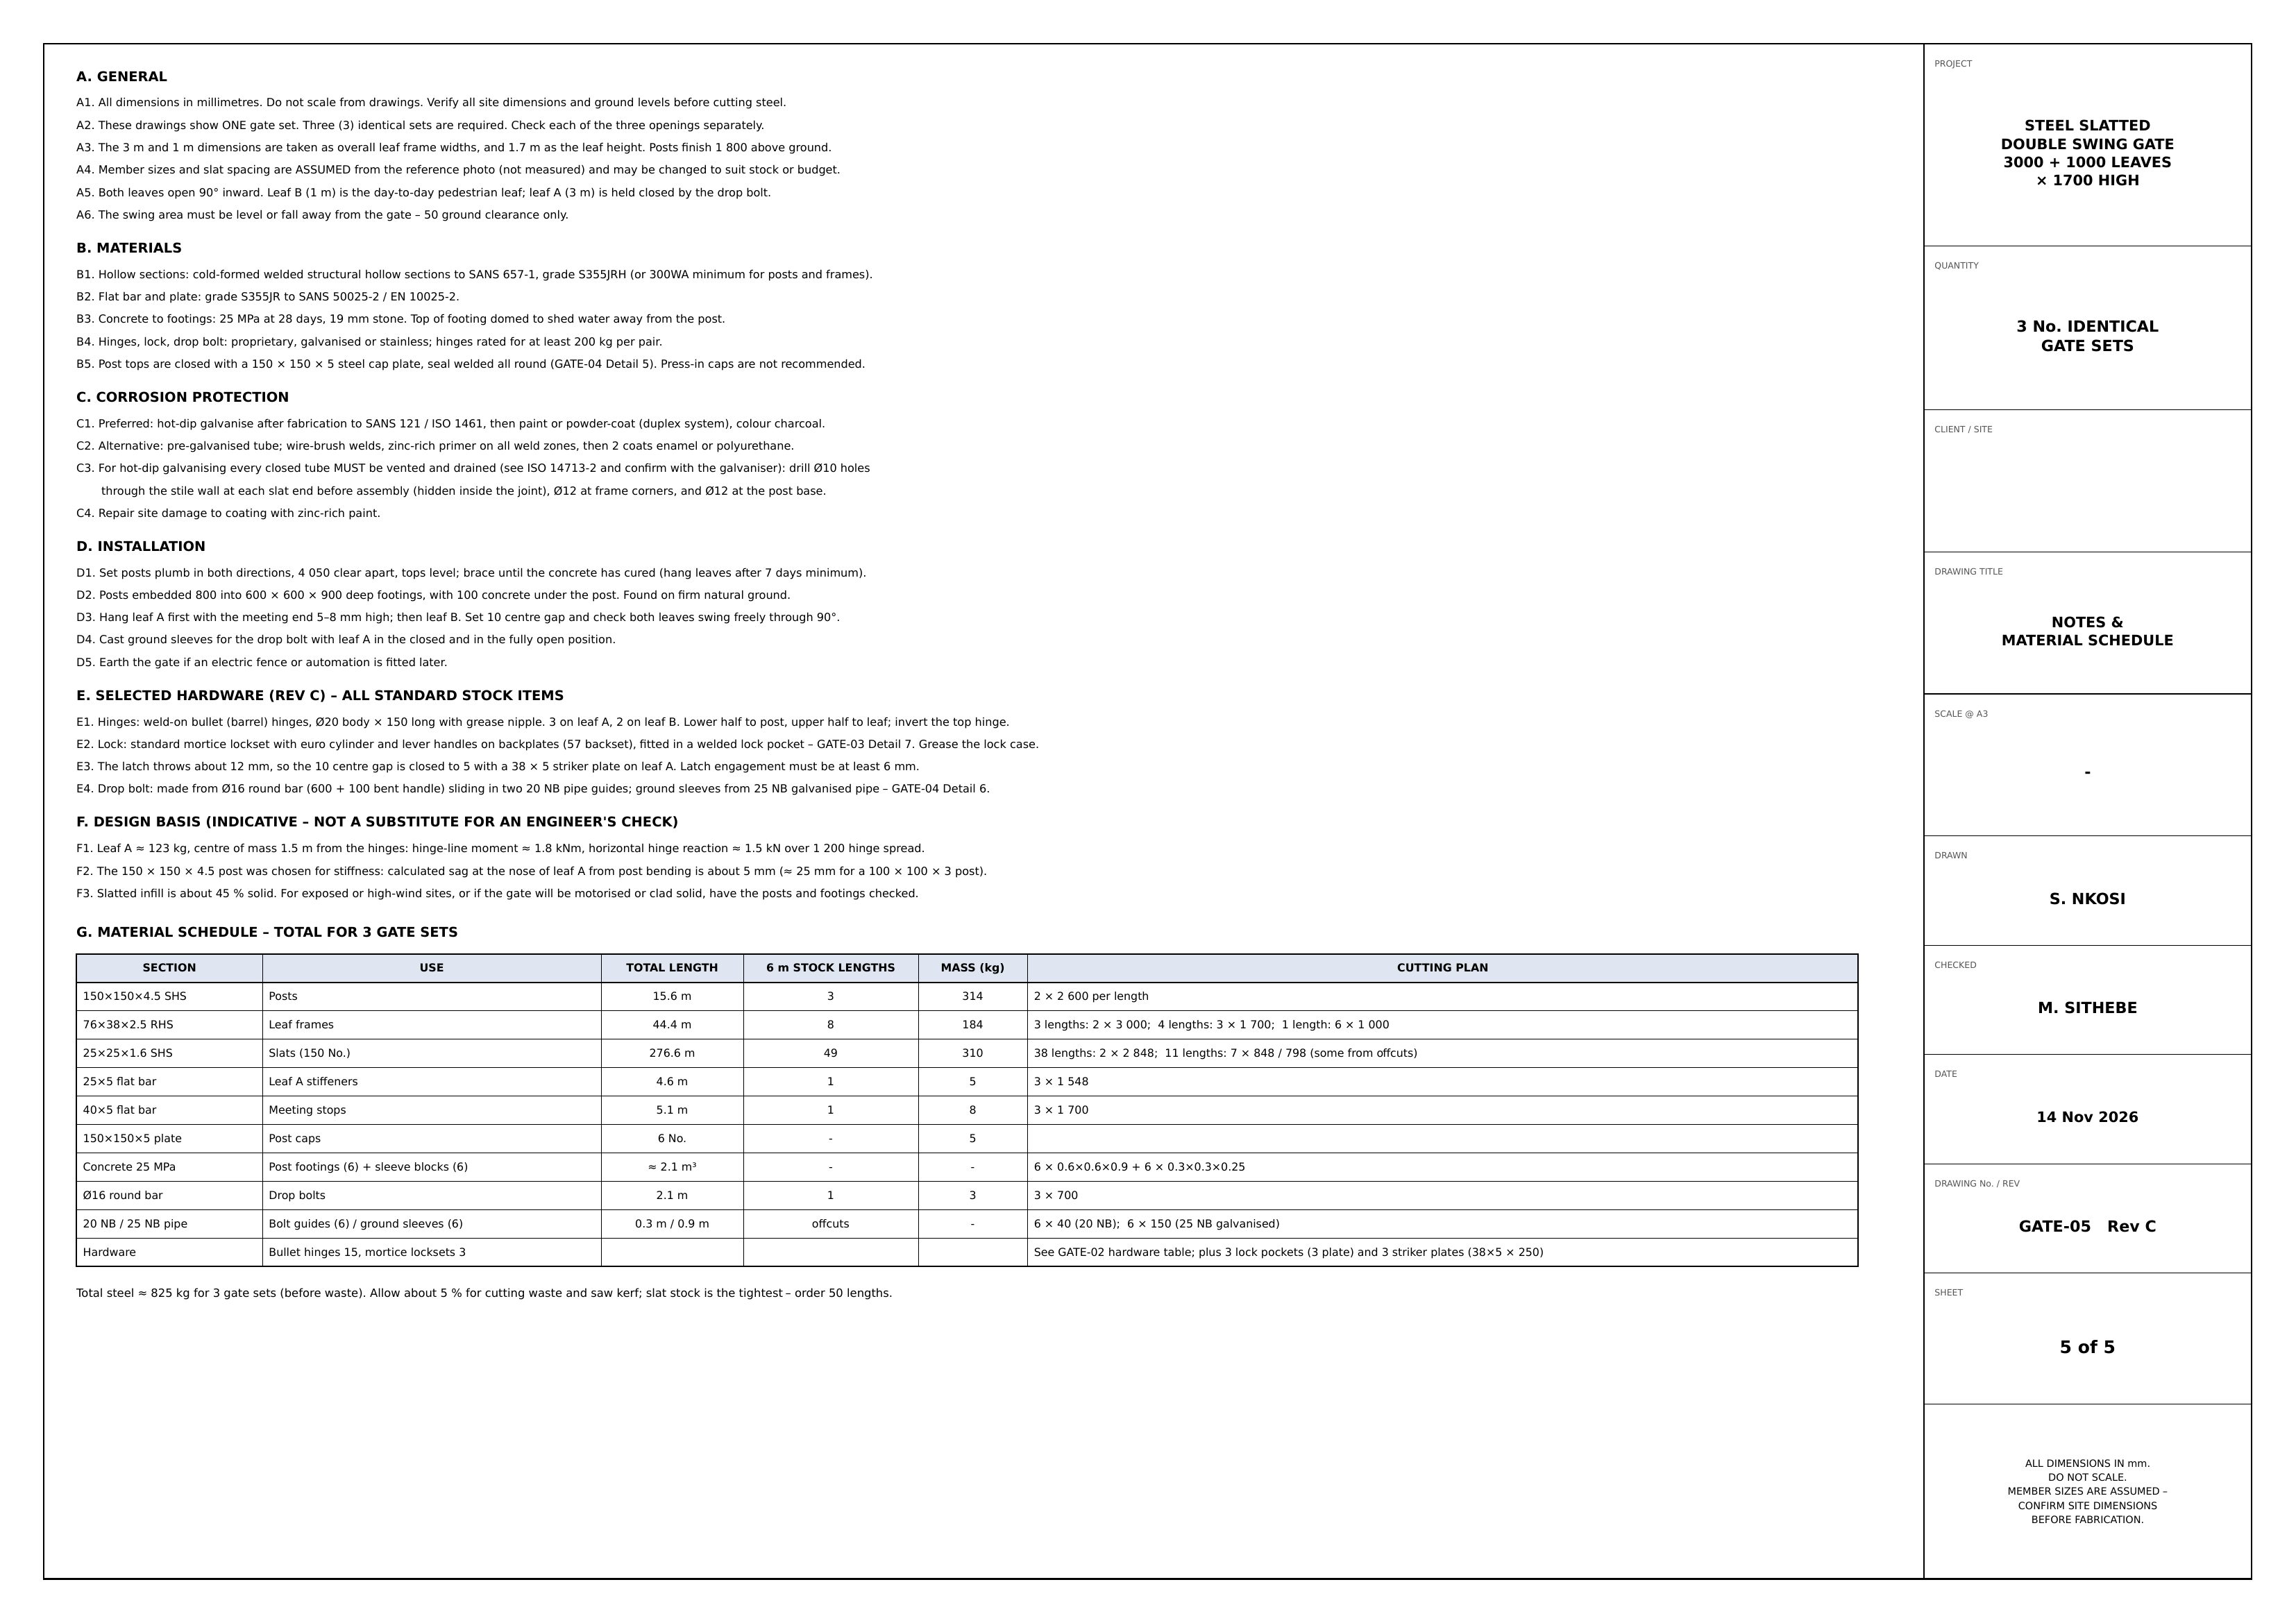 A. GENERAL
A1. All dimensions in millimetres. Do not scale from drawings. Verify all site dimensions and ground levels before cutting steel.
A2. These drawings show ONE gate set. Three (3) identical sets are required. Check each of the three openings separately.
A3. The 3 m and 1 m dimensions are taken as overall leaf frame widths, and 1.7 m as the leaf height. Posts finish 1 800 above ground.
A4. Member sizes and slat spacing are ASSUMED from the reference photo (not measured) and may be changed to suit stock or budget.
A5. Both leaves open 90° inward. Leaf B (1 m) is the day-to-day pedestrian leaf; leaf A (3 m) is held closed by the drop bolt.
A6. The swing area must be level or fall away from the gate – 50 ground clearance only.
B. MATERIALS
B1. Hollow sections: cold-formed welded structural hollow sections to SANS 657-1, grade S355JRH (or 300WA minimum for posts and frames).
B2. Flat bar and plate: grade S355JR to SANS 50025-2 / EN 10025-2.
B3. Concrete to footings: 25 MPa at 28 days, 19 mm stone. Top of footing domed to shed water away from the post.
B4. Hinges, lock, drop bolt: proprietary, galvanised or stainless; hinges rated for at least 200 kg per pair.
B5. Post tops are closed with a 150 × 150 × 5 steel cap plate, seal welded all round (GATE-04 Detail 5). Press-in caps are not recommended.
C. CORROSION PROTECTION
C1. Preferred: hot-dip galvanise after fabrication to SANS 121 / ISO 1461, then paint or powder-coat (duplex system), colour charcoal.
C2. Alternative: pre-galvanised tube; wire-brush welds, zinc-rich primer on all weld zones, then 2 coats enamel or polyurethane.
C3. For hot-dip galvanising every closed tube MUST be vented and drained (see ISO 14713-2 and confirm with the galvaniser): drill Ø10 holes
through the stile wall at each slat end before assembly (hidden inside the joint), Ø12 at frame corners, and Ø12 at the post base.
C4. Repair site damage to coating with zinc-rich paint.
D. INSTALLATION
D1. Set posts plumb in both directions, 4 050 clear apart, tops level; brace until the concrete has cured (hang leaves after 7 days minimum).
D2. Posts embedded 800 into 600 × 600 × 900 deep footings, with 100 concrete under the post. Found on firm natural ground.
D3. Hang leaf A first with the meeting end 5–8 mm high; then leaf B. Set 10 centre gap and check both leaves swing freely through 90°.
D4. Cast ground sleeves for the drop bolt with leaf A in the closed and in the fully open position.
D5. Earth the gate if an electric fence or automation is fitted later.
E. SELECTED HARDWARE (REV C) – ALL STANDARD STOCK ITEMS
E1. Hinges: weld-on bullet (barrel) hinges, Ø20 body × 150 long with grease nipple. 3 on leaf A, 2 on leaf B. Lower half to post, upper half to leaf; invert the top hinge.
E2. Lock: standard mortice lockset with euro cylinder and lever handles on backplates (57 backset), fitted in a welded lock pocket – GATE-03 Detail 7. Grease the lock case.
E3. The latch throws about 12 mm, so the 10 centre gap is closed to 5 with a 38 × 5 striker plate on leaf A. Latch engagement must be at least 6 mm.
E4. Drop bolt: made from Ø16 round bar (600 + 100 bent handle) sliding in two 20 NB pipe guides; ground sleeves from 25 NB galvanised pipe – GATE-04 Detail 6.
F. DESIGN BASIS (INDICATIVE – NOT A SUBSTITUTE FOR AN ENGINEER'S CHECK)
F1. Leaf A ≈ 123 kg, centre of mass 1.5 m from the hinges: hinge-line moment ≈ 1.8 kNm, horizontal hinge reaction ≈ 1.5 kN over 1 200 hinge spread.
F2. The 150 × 150 × 4.5 post was chosen for stiffness: calculated sag at the nose of leaf A from post bending is about 5 mm (≈ 25 mm for a 100 × 100 × 3 post).
F3. Slatted infill is about 45 % solid. For exposed or high-wind sites, or if the gate will be motorised or clad solid, have the posts and footings checked.
G. MATERIAL SCHEDULE – TOTAL FOR 3 GATE SETS
SECTION USE TOTAL LENGTH 6 m STOCK LENGTHS MASS (kg) CUTTING PLAN
150×150×4.5 SHS Posts 15.6 m 3 314 2 × 2 600 per length
76×38×2.5 RHS Leaf frames 44.4 m 8 184 3 lengths: 2 × 3 000; 4 lengths: 3 × 1 700; 1 length: 6 × 1 000
25×25×1.6 SHS Slats (150 No.) 276.6 m 49 310 38 lengths: 2 × 2 848; 11 lengths: 7 × 848 / 798 (some from offcuts)
25×5 flat bar Leaf A stiffeners 4.6 m 1 5 3 × 1 548
40×5 flat bar Meeting stops 5.1 m 1 8 3 × 1 700
150×150×5 plate Post caps 6 No. - 5
Concrete 25 MPa Post footings (6) + sleeve blocks (6) ≈ 2.1 m³ - - 6 × 0.6×0.6×0.9 + 6 × 0.3×0.3×0.25
Ø16 round bar Drop bolts 2.1 m 1 3 3 × 700
20 NB / 25 NB pipe Bolt guides (6) / ground sleeves (6) 0.3 m / 0.9 m offcuts - 6 × 40 (20 NB); 6 × 150 (25 NB galvanised)
Hardware Bullet hinges 15, mortice locksets 3 See GATE-02 hardware table; plus 3 lock pockets (3 plate) and 3 striker plates (38×5 × 250)
Total steel ≈ 825 kg for 3 gate sets (before waste). Allow about 5 % for cutting waste and saw kerf; slat stock is the tightest – order 50 lengths.
PROJECT
STEEL SLATTED
DOUBLE SWING GATE
3000 + 1000 LEAVES
× 1700 HIGH
QUANTITY
3 No. IDENTICAL
GATE SETS
CLIENT / SITE
DRAWING TITLE
NOTES &
MATERIAL SCHEDULE
SCALE @ A3
-
DRAWN
S. NKOSI
CHECKED
M. SITHEBE
DATE
14 Nov 2026
DRAWING No. / REV
GATE-05 Rev C
SHEET
5 of 5
ALL DIMENSIONS IN mm.
DO NOT SCALE.
MEMBER SIZES ARE ASSUMED –
CONFIRM SITE DIMENSIONS
BEFORE FABRICATION.